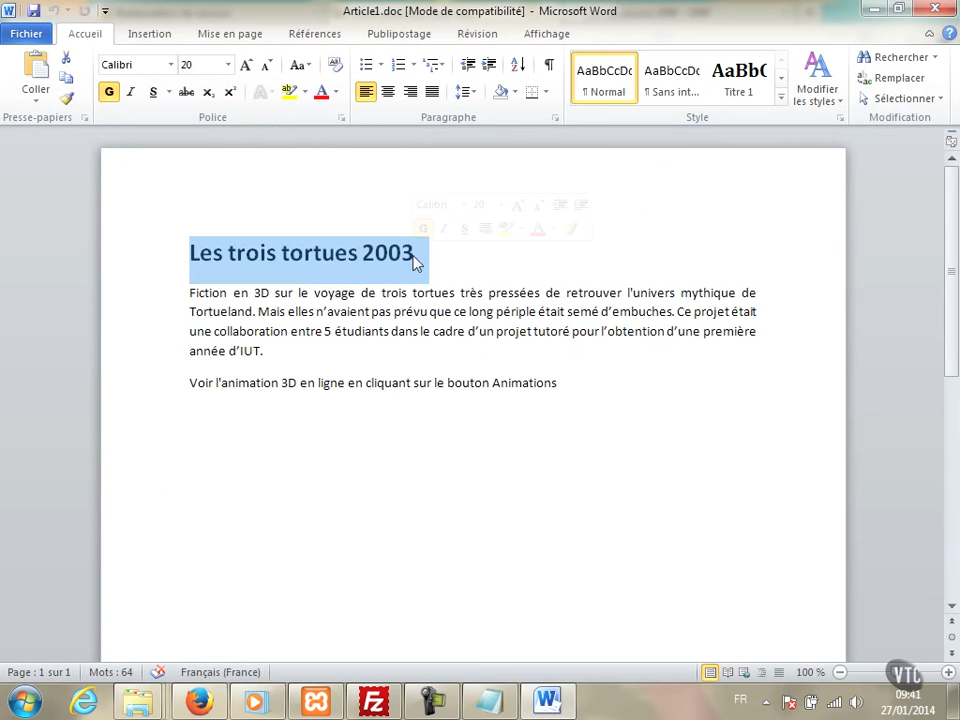 Article1.doc [Mode de compatibilité] - Microsoft Word
Fichier Accueil Insertion Mise en page Références Publipostage Révision Affichage
Coller
Presse-papiers
Calibri 20
Police
Paragraphe
AaBbCcDc AaBbCcDc AaBbC
¶ Normal ¶ Sans int... Titre 1
Modifier
les styles
Style
Rechercher
Remplacer
Sélectionner
Modification
Calibri 20
Les trois tortues 2003
Fiction en 3D sur le voyage de trois tortues très pressées de retrouver l'univers mythique de
Tortueland. Mais elles n’avaient pas prévu que ce long périple était semé d’embuches. Ce projet était
une collaboration entre 5 étudiants dans le cadre d’un projet tutoré pour l’obtention d’une première
année d’IUT.
Voir l'animation 3D en ligne en cliquant sur le bouton Animations
Page : 1 sur 1 Mots : 64 Français (France) 100 %
VTC
FR 09:41
27/01/2014